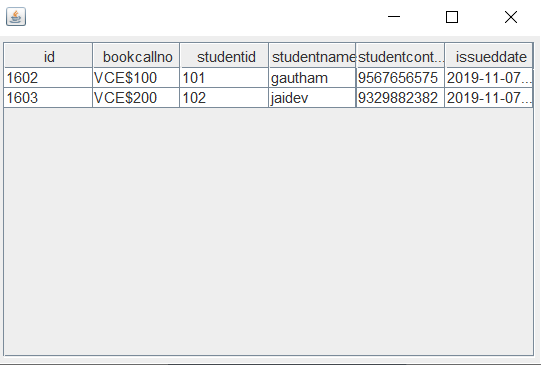 id bookcallno studentid studentname studentcont... issueddate
1602 VCE$100 101 gautham 9567656575 2019-11-07...
1603 VCE$200 102 jaidev 9329882382 2019-11-07...